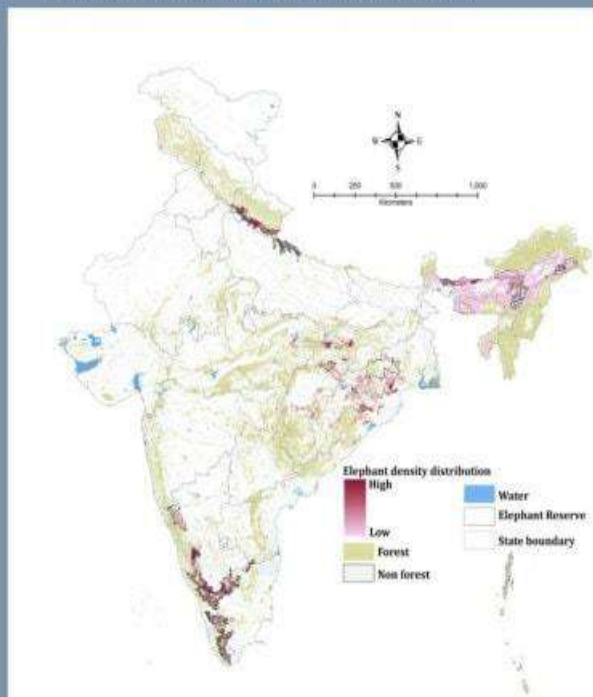 N
W E
S
0 250 500 1,000
Kilometers
Elephant density distribution
High
Low
Forest
Non forest
Water
Elephant Reserve
State boundary